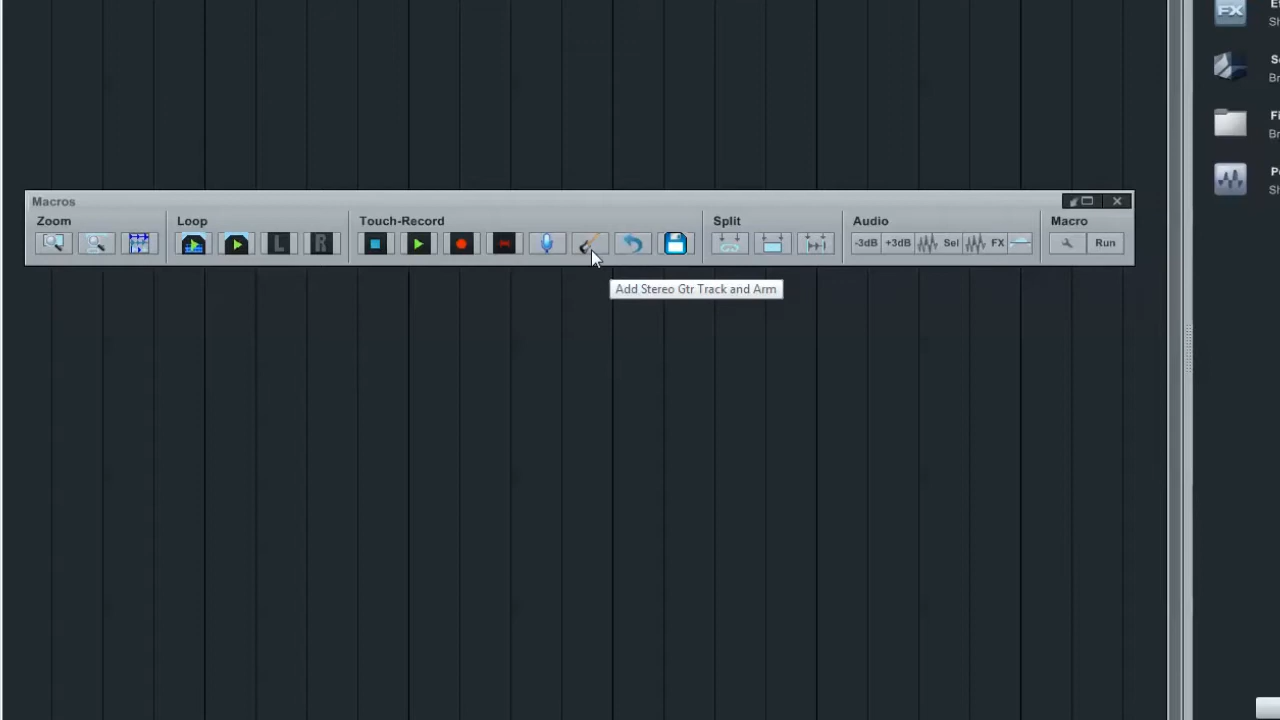 Macros
Zoom Loop Touch-Record Split Audio Macro
L R -3dB +3dB Sel FX Run
Add Stereo Gtr Track and Arm
FX